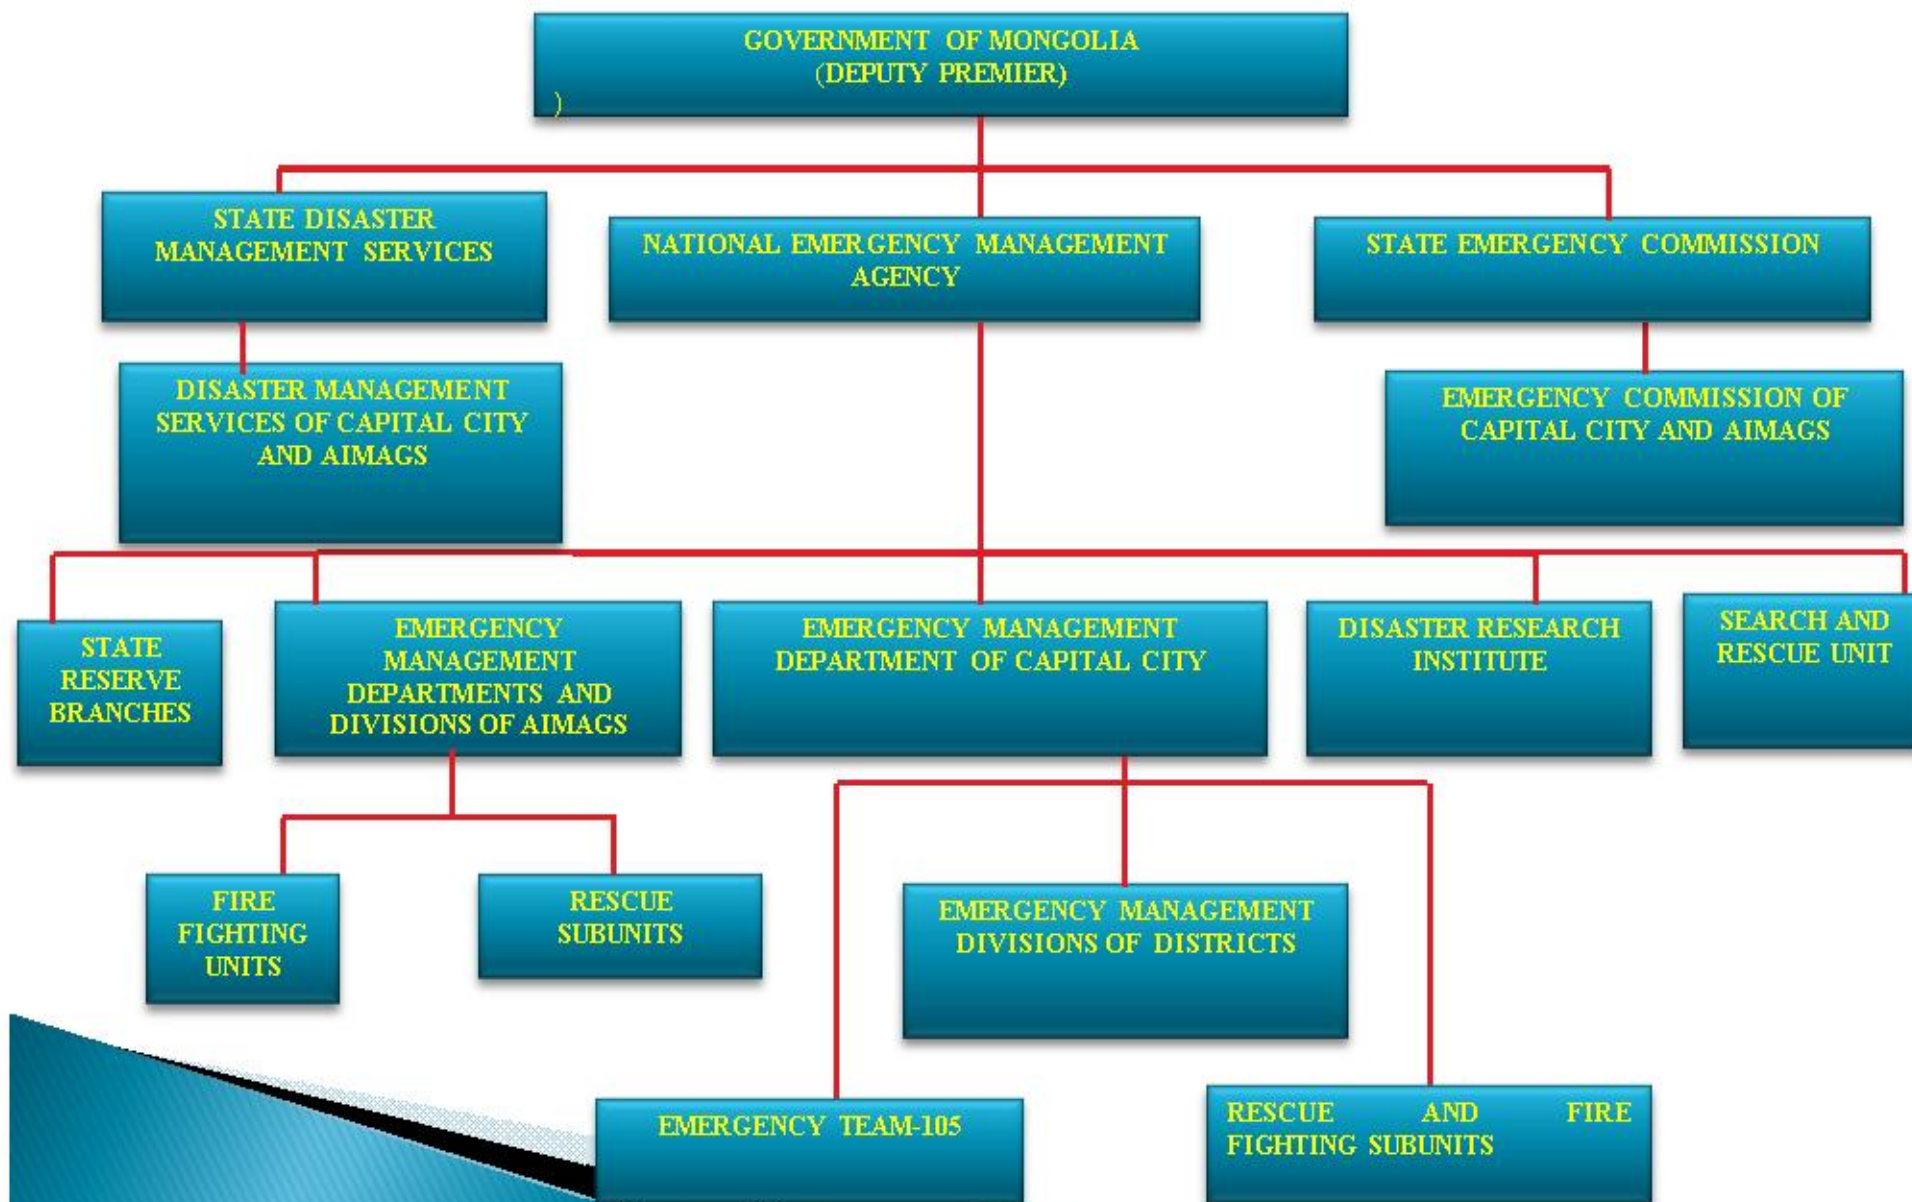 GOVERNMENT OF MONGOLIA
(DEPUTY PREMIER)
)
STATE DISASTER
MANAGEMENT SERVICES
NATIONAL EMERGENCY MANAGEMENT
AGENCY
STATE EMERGENCY COMMISSION
DISASTER MANAGEMENT
SERVICES OF CAPITAL CITY
AND AIMAGS
EMERGENCY COMMISSION OF
CAPITAL CITY AND AIMAGS
STATE
RESERVE
BRANCHES
EMERGENCY
MANAGEMENT
DEPARTMENTS AND
DIVISIONS OF AIMAGS
EMERGENCY MANAGEMENT
DEPARTMENT OF CAPITAL CITY
DISASTER RESEARCH
INSTITUTE
SEARCH AND
RESCUE UNIT
FIRE
FIGHTING
UNITS
RESCUE
SUBUNITS
EMERGENCY MANAGEMENT
DIVISIONS OF DISTRICTS
EMERGENCY TEAM-105
RESCUE AND FIRE
FIGHTING SUBUNITS